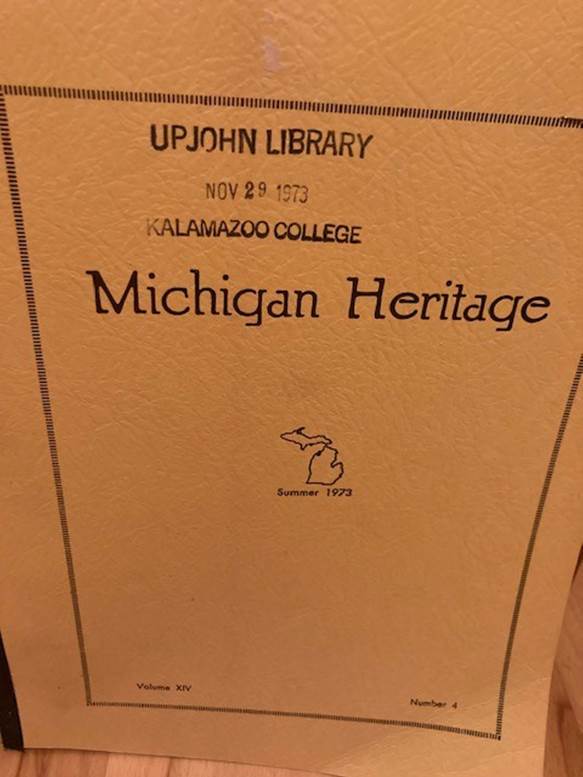 UPJOHN LIBRARY
NOV 29 1973
KALAMAZOO COLLEGE
Michigan Heritage
Summer 1973
Volume XIV
Number 4